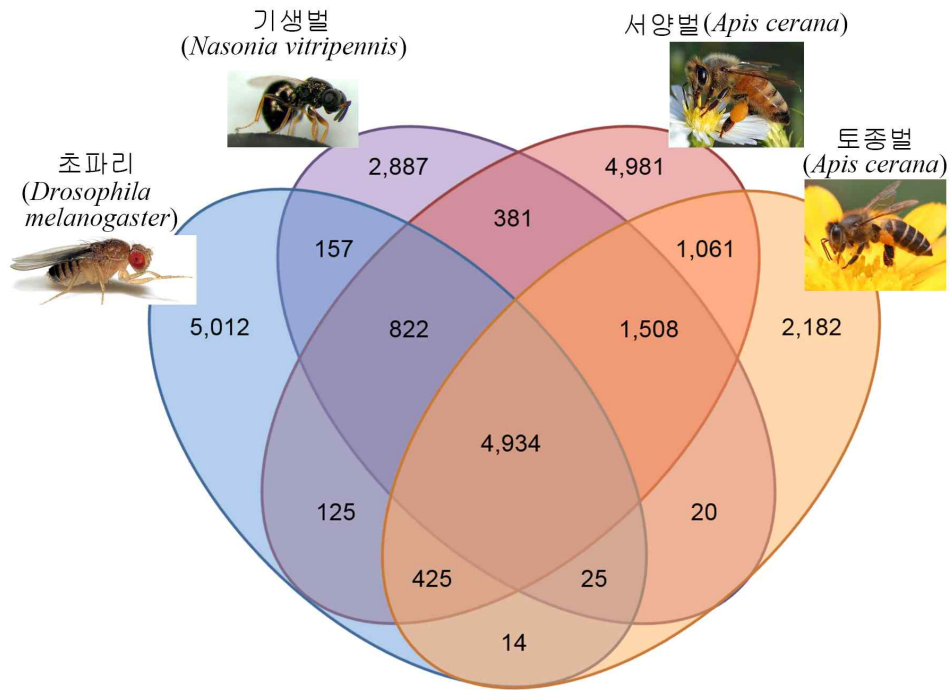 기생벌
(Nasonia vitripennis)
서양벌(Apis cerana)
토종벌
(Apis cerana)
초파리
(Drosophila
melanogaster)
2,887
4,981
381
157
1,061
5,012
822
1,508
2,182
4,934
125
20
425
25
14